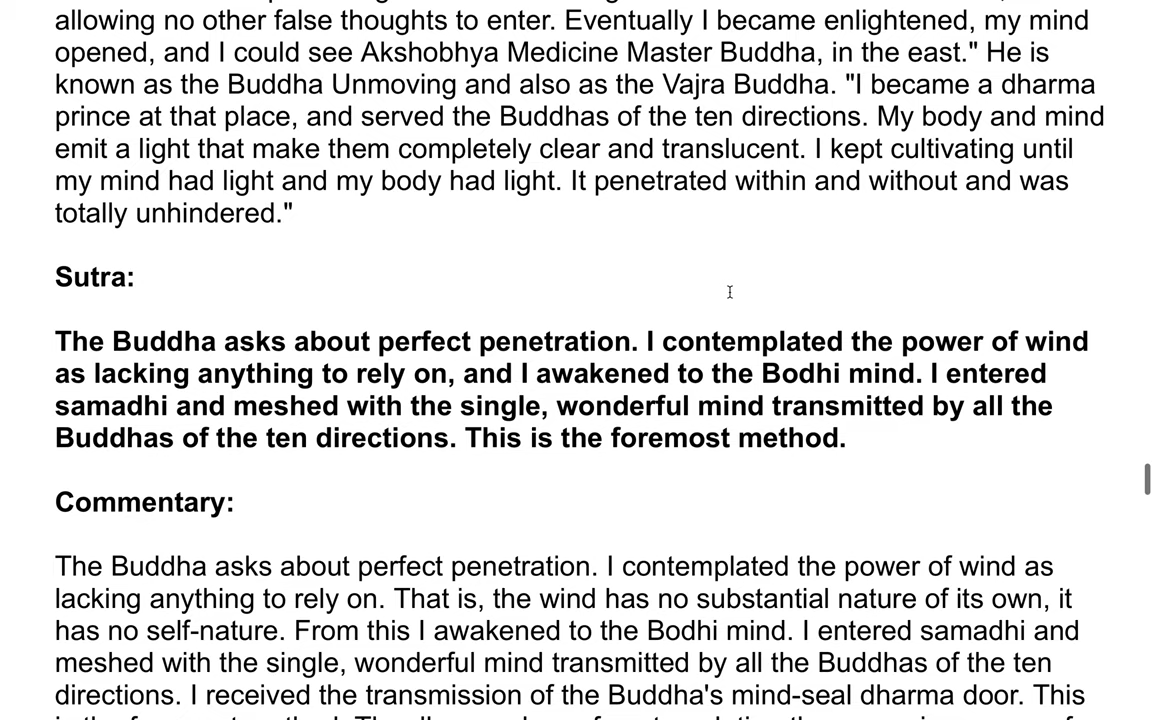 allowing no other false thoughts to enter. Eventually I became enlightened, my mind
opened, and I could see Akshobhya Medicine Master Buddha, in the east." He is
known as the Buddha Unmoving and also as the Vajra Buddha. "I became a dharma
prince at that place, and served the Buddhas of the ten directions. My body and mind
emit a light that make them completely clear and translucent. I kept cultivating until
my mind had light and my body had light. It penetrated within and without and was
totally unhindered."
Sutra:
The Buddha asks about perfect penetration. I contemplated the power of wind
as lacking anything to rely on, and I awakened to the Bodhi mind. I entered
samadhi and meshed with the single, wonderful mind transmitted by all the
Buddhas of the ten directions. This is the foremost method.
Commentary:
The Buddha asks about perfect penetration. I contemplated the power of wind as
lacking anything to rely on. That is, the wind has no substantial nature of its own, it
has no self-nature. From this I awakened to the Bodhi mind. I entered samadhi and
meshed with the single, wonderful mind transmitted by all the Buddhas of the ten
directions. I received the transmission of the Buddha's mind-seal dharma door. This